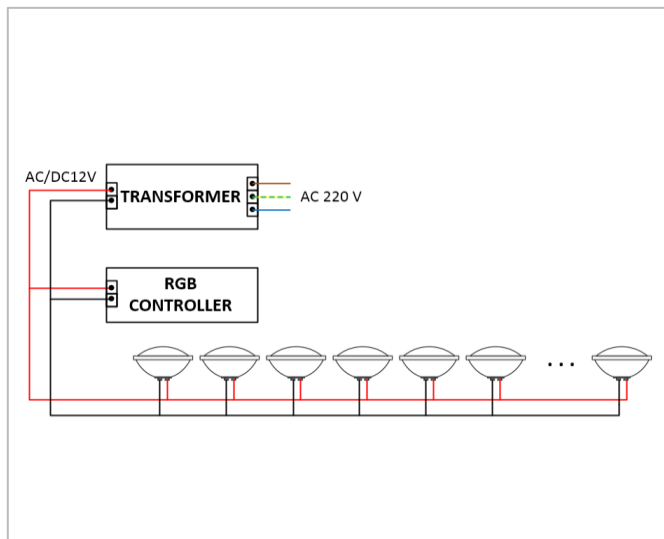 AC/DC12V
TRANSFORMER
AC 220 V
RGB
CONTROLLER
...